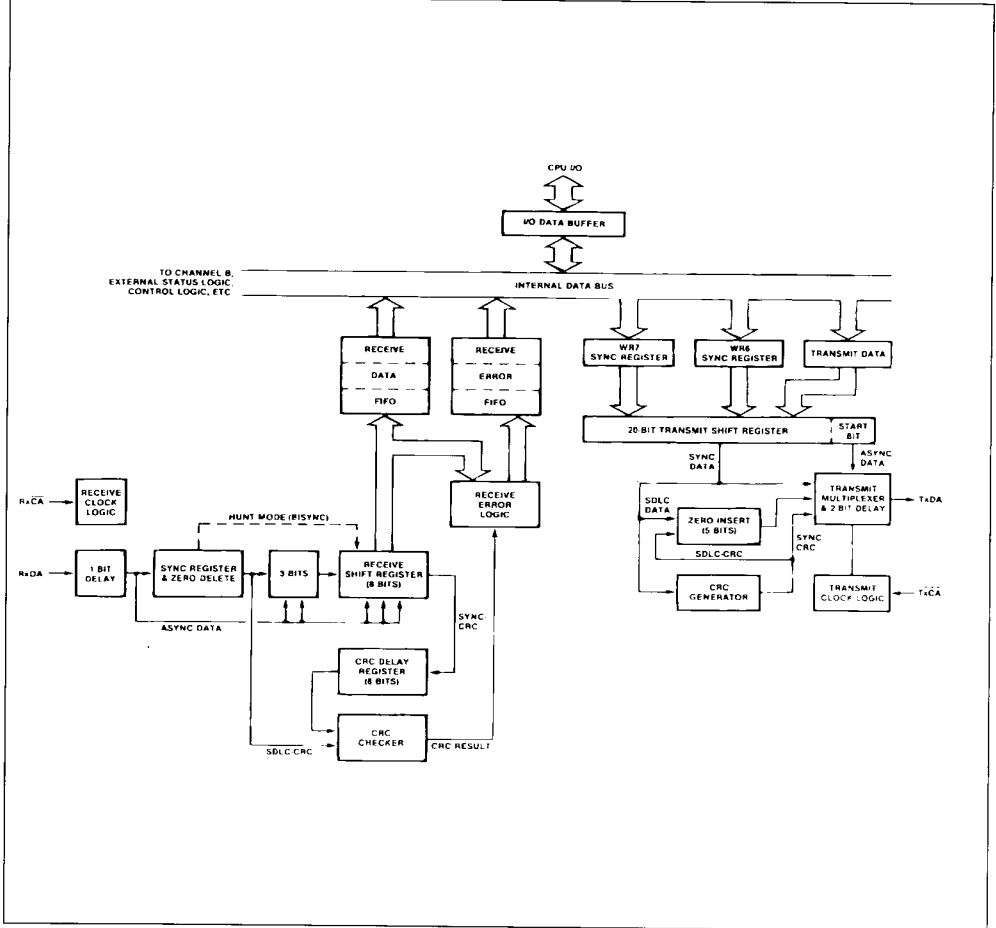 CPU I/O
I/O DATA BUFFER
TO CHANNEL B,
EXTERNAL STATUS LOGIC,
CONTROL LOGIC, ETC
INTERNAL DATA BUS
RECEIVE
DATA
FIFO
RECEIVE
ERROR
FIFO
WR7
SYNC REGISTER
WR6
SYNC REGISTER
TRANSMIT DATA
20-BIT TRANSMIT SHIFT REGISTER
START
BIT
SYNC
DATA
ASYNC
DATA
RxCA
RECEIVE
CLOCK
LOGIC
RECEIVE
ERROR
LOGIC
HUNT MODE (BISYNC)
RxDA
1 BIT
DELAY
SYNC REGISTER
& ZERO DELETE
3 BITS
RECEIVE
SHIFT REGISTER
(8 BITS)
ASYNC DATA
SYNC-
CRC
CRC DELAY
REGISTER
(8 BITS)
CRC
CHECKER
SDLC-CRC
CRC RESULT
SDLC
DATA
ZERO INSERT
(5 BITS)
SDLC-CRC
SYNC
CRC
CRC
GENERATOR
TRANSMIT
MULTIPLEXER
& 2 BIT DELAY
TxDA
TRANSMIT
CLOCK LOGIC
TxCA